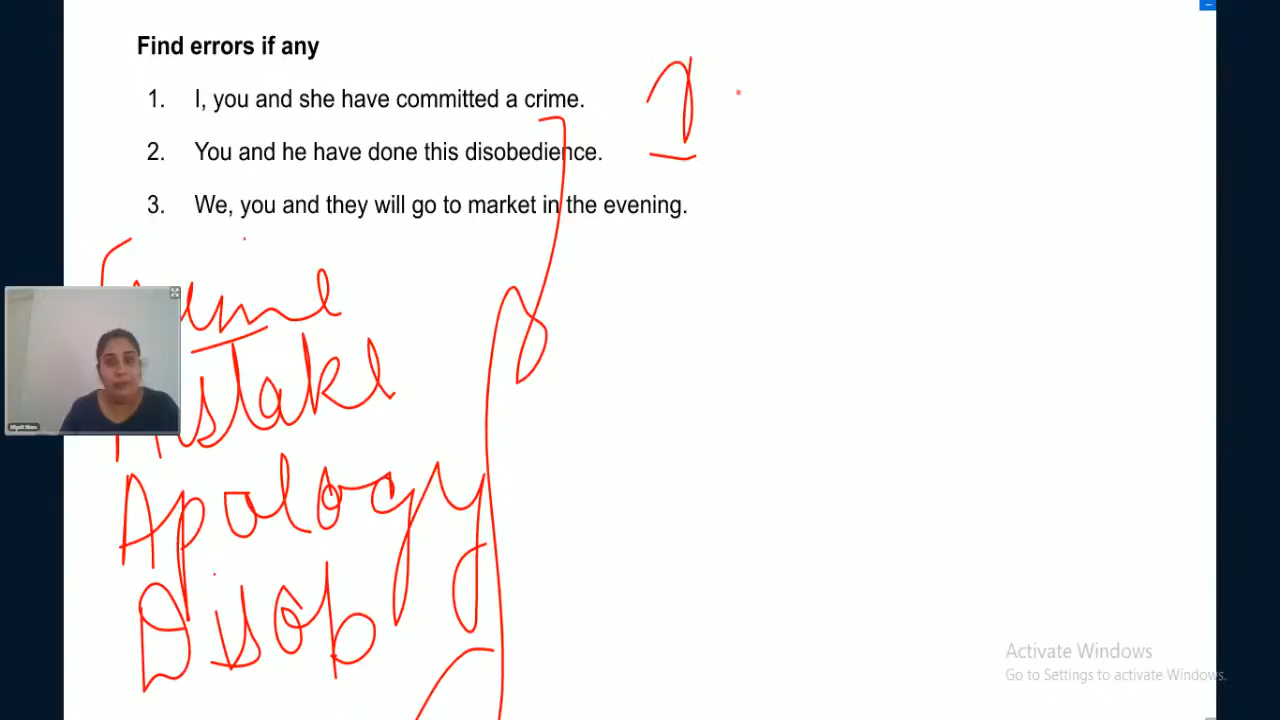 Find errors if any
1. I, you and she have committed a crime.
2. You and he have done this disobedience.
3. We, you and they will go to market in the evening.
Apology
Disob
Activate Windows
Go to Settings to activate Windows.